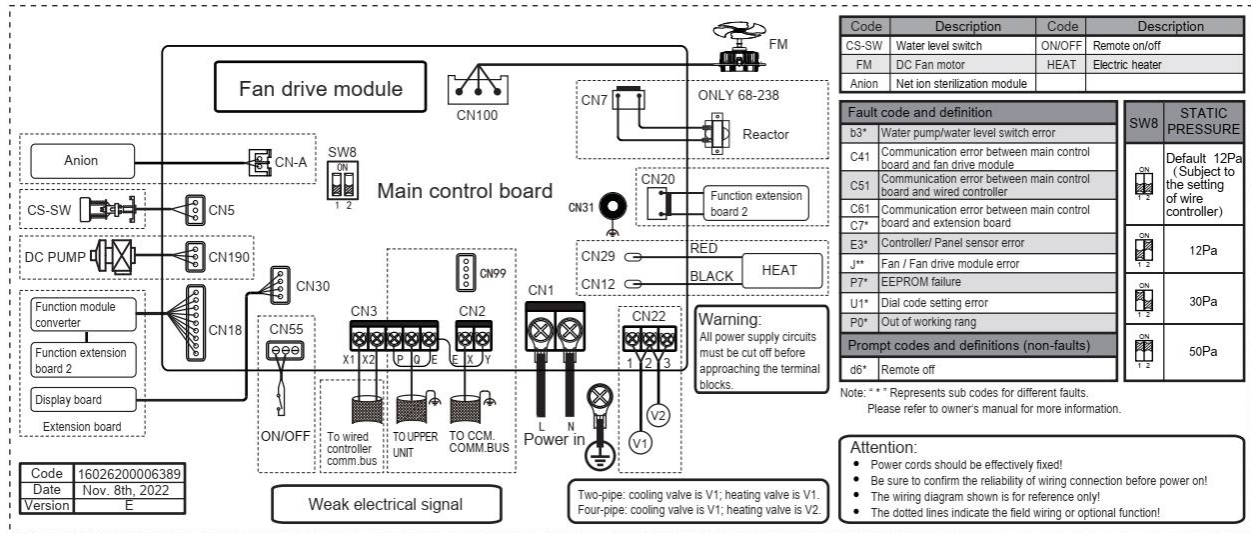 Fan drive module
CN100
FM
CN7
ONLY 68-238
Reactor
Anion
CN-A
SW8
ON
1 2
Main control board
CN20
Function extension
board 2
CN31
CS-SW
CN5
DC PUMP
CN190
CN29
RED
CN12
BLACK
HEAT
Function module
converter
Function extension
board 2
Display board
Extension board
CN18
CN30
CN55
ON/OFF
CN99
CN3
CN2
CN1
CN22
X1 X2 P Q E E X Y
1 2 3
To wired
controller
comm.bus
TO UPPER
UNIT
TO CCM.
COMM.BUS
L N
Power in
V1
V2
Warning:
All power supply circuits
must be cut off before
approaching the terminal
blocks.
Code 16026200006389
Date Nov. 8th, 2022
Version E
Weak electrical signal
Two-pipe: cooling valve is V1; heating valve is V1.
Four-pipe: cooling valve is V1; heating valve is V2.
Code Description Code Description
CS-SW Water level switch ON/OFF Remote on/off
FM DC Fan motor HEAT Electric heater
Anion Net ion sterilization module
Fault code and definition
b3* Water pump/water level switch error
C41 Communication error between main control
board and fan drive module
C51 Communication error between main control
board and wired controller
C61 Communication error between main control
C7* board and extension board
E3* Controller/ Panel sensor error
J** Fan / Fan drive module error
P7* EEPROM failure
U1* Dial code setting error
P0* Out of working rang
Prompt codes and definitions (non-faults)
d6* Remote off
SW8 STATIC
PRESSURE
ON
1 2
Default 12Pa
(Subject to
the setting
of wire
controller)
ON
1 2
12Pa
ON
1 2
30Pa
ON
1 2
50Pa
Note: “ * ” Represents sub codes for different faults.
Please refer to owner's manual for more information.
Attention:
• Power cords should be effectively fixed!
• Be sure to confirm the reliability of wiring connection before power on!
• The wiring diagram shown is for reference only!
• The dotted lines indicate the field wiring or optional function!